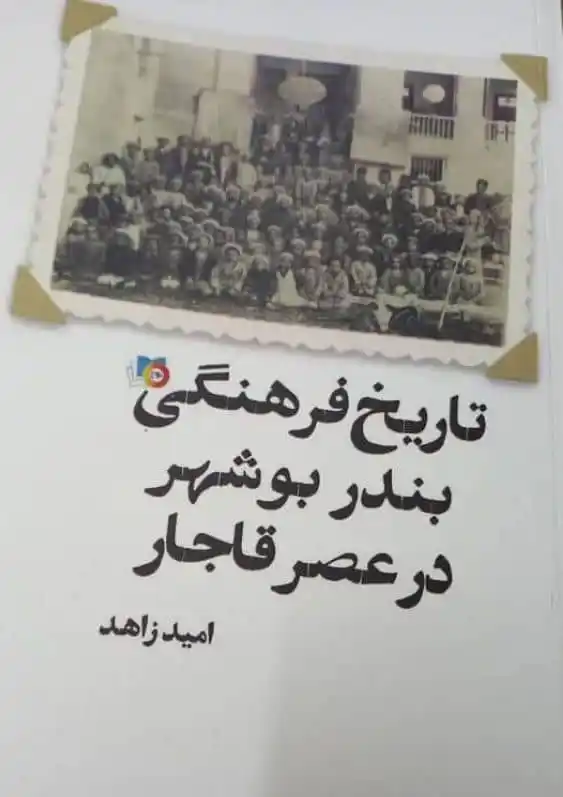 تاریخ فرهنگی
بندر بوشهر
در عصر قاجار
امید زاهد